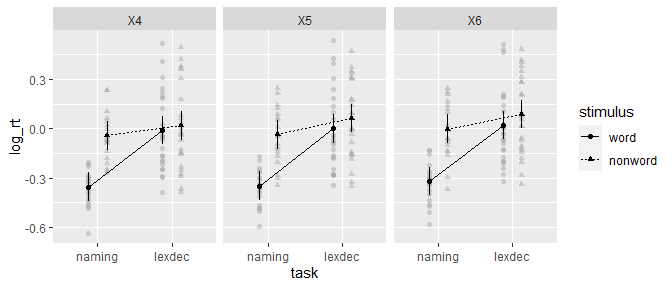 X4 X5 X6
log_rt
0.3
0.0
-0.3
-0.6
naming lexdec naming lexdec naming lexdec
task
stimulus
word
nonword